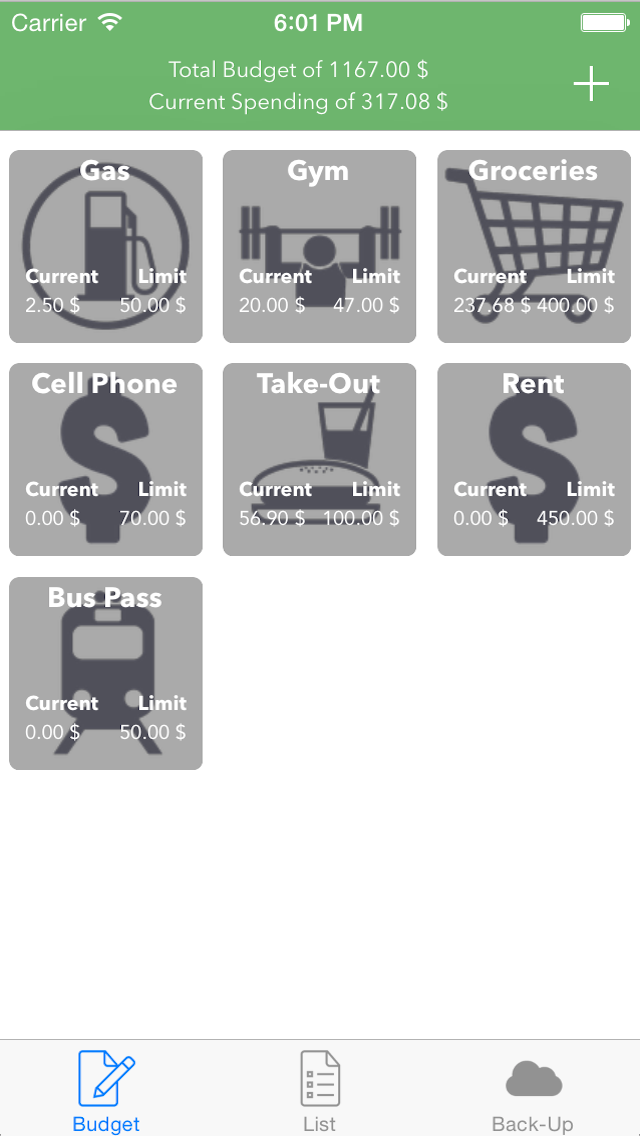 Carrier 6:01 PM
Total Budget of 1167.00 $
Current Spending of 317.08 $
Gas
Current Limit
2.50 $ 50.00 $
Gym
Current Limit
20.00 $ 47.00 $
Groceries
Current Limit
237.68 $ 400.00 $
Cell Phone
Current Limit
0.00 $ 70.00 $
Take-Out
Current Limit
56.90 $ 100.00 $
Rent
Current Limit
0.00 $ 450.00 $
Bus Pass
Current Limit
0.00 $ 50.00 $
Budget List Back-Up